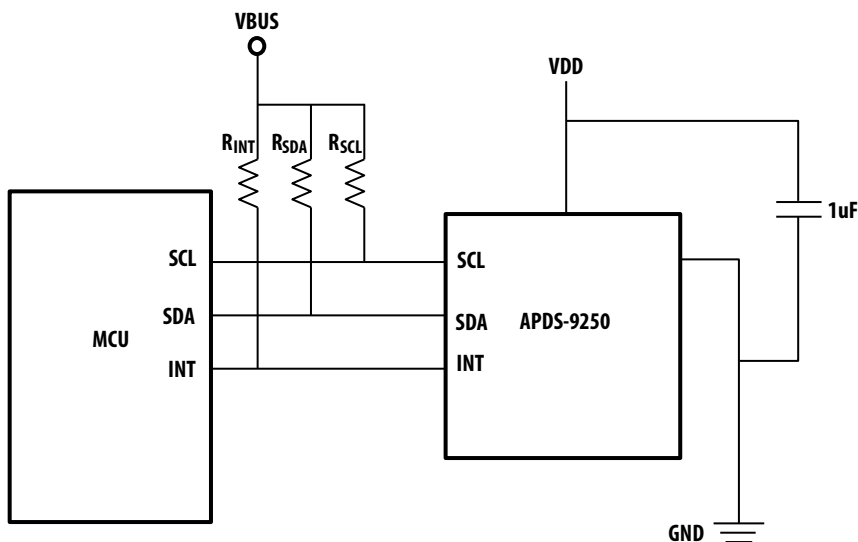 VBUS
VDD
RINT RSDA RSCL
1uF
SCL SCL
SDA SDA
MCU APDS-9250
INT INT
GND